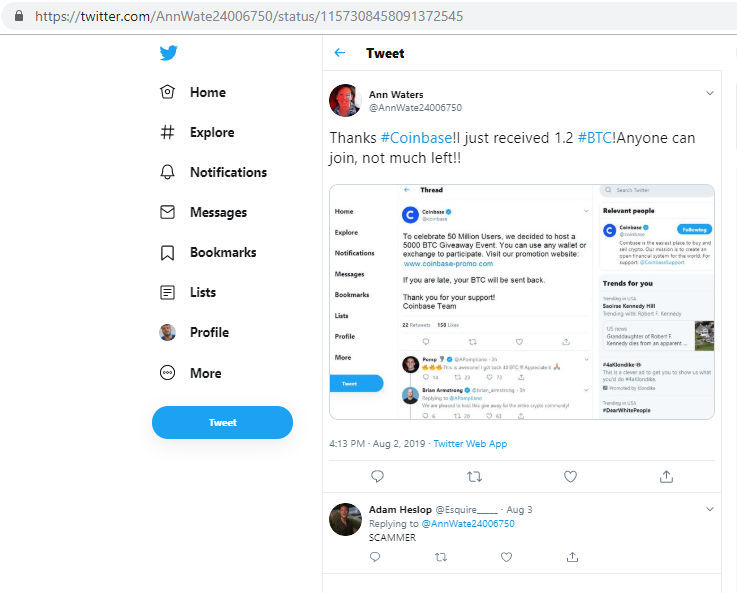 https://twitter.com/AnnWate24006750/status/1157308458091372545
Home
Explore
Notifications
Messages
Bookmarks
Lists
Profile
More
Tweet
Tweet
Ann Waters
@AnnWate24006750
Thanks #Coinbase!I just received 1.2 #BTC!Anyone can
join, not much left!!
Thread
Home
Explore
Notifications
Messages
Bookmarks
Lists
Profile
More
Tweet
Coinbase
@coinbase
To celebrate 50 Million Users, we decided to host a
5000 BTC Giveaway Event. You can use any wallet or
exchange to participate. Visit our promotion website:
www.coinbase-promo.com
If you are late, your BTC will be sent back.
Thank you for your support!
Coinbase Team
22 Retweets 158 Likes
Pomp @APompliano · 2h
This is awesome I got back 40 BTC !! Appreciate it
14 23 73
Brian Armstrong @brian_armstrong · 2h
Replying to @APompliano
We are pleased to host this give away for the entire crypto community!
6 20 62
Search Twitter
Relevant people
Coinbase
@coinbase
Following
Coinbase is the easiest place to buy and
sell crypto. Our mission is to create an
open financial system for the world. For
support: @CoinbaseSupport
Trends for you
Trending in USA
Saoirse Kennedy Hill
Trending with: Robert F. Kennedy
US news
Granddaughter of Robert F.
Kennedy dies from an apparent ...
#4aKlondike
This is a clever ad to get you to show us what
you'd do #4aKlondike
Promoted by Klondike
Trending in USA
#DearWhitePeople
4:13 PM · Aug 2, 2019 · Twitter Web App
Adam Heslop @Esquire_____ · Aug 3
Replying to @AnnWate24006750
SCAMMER